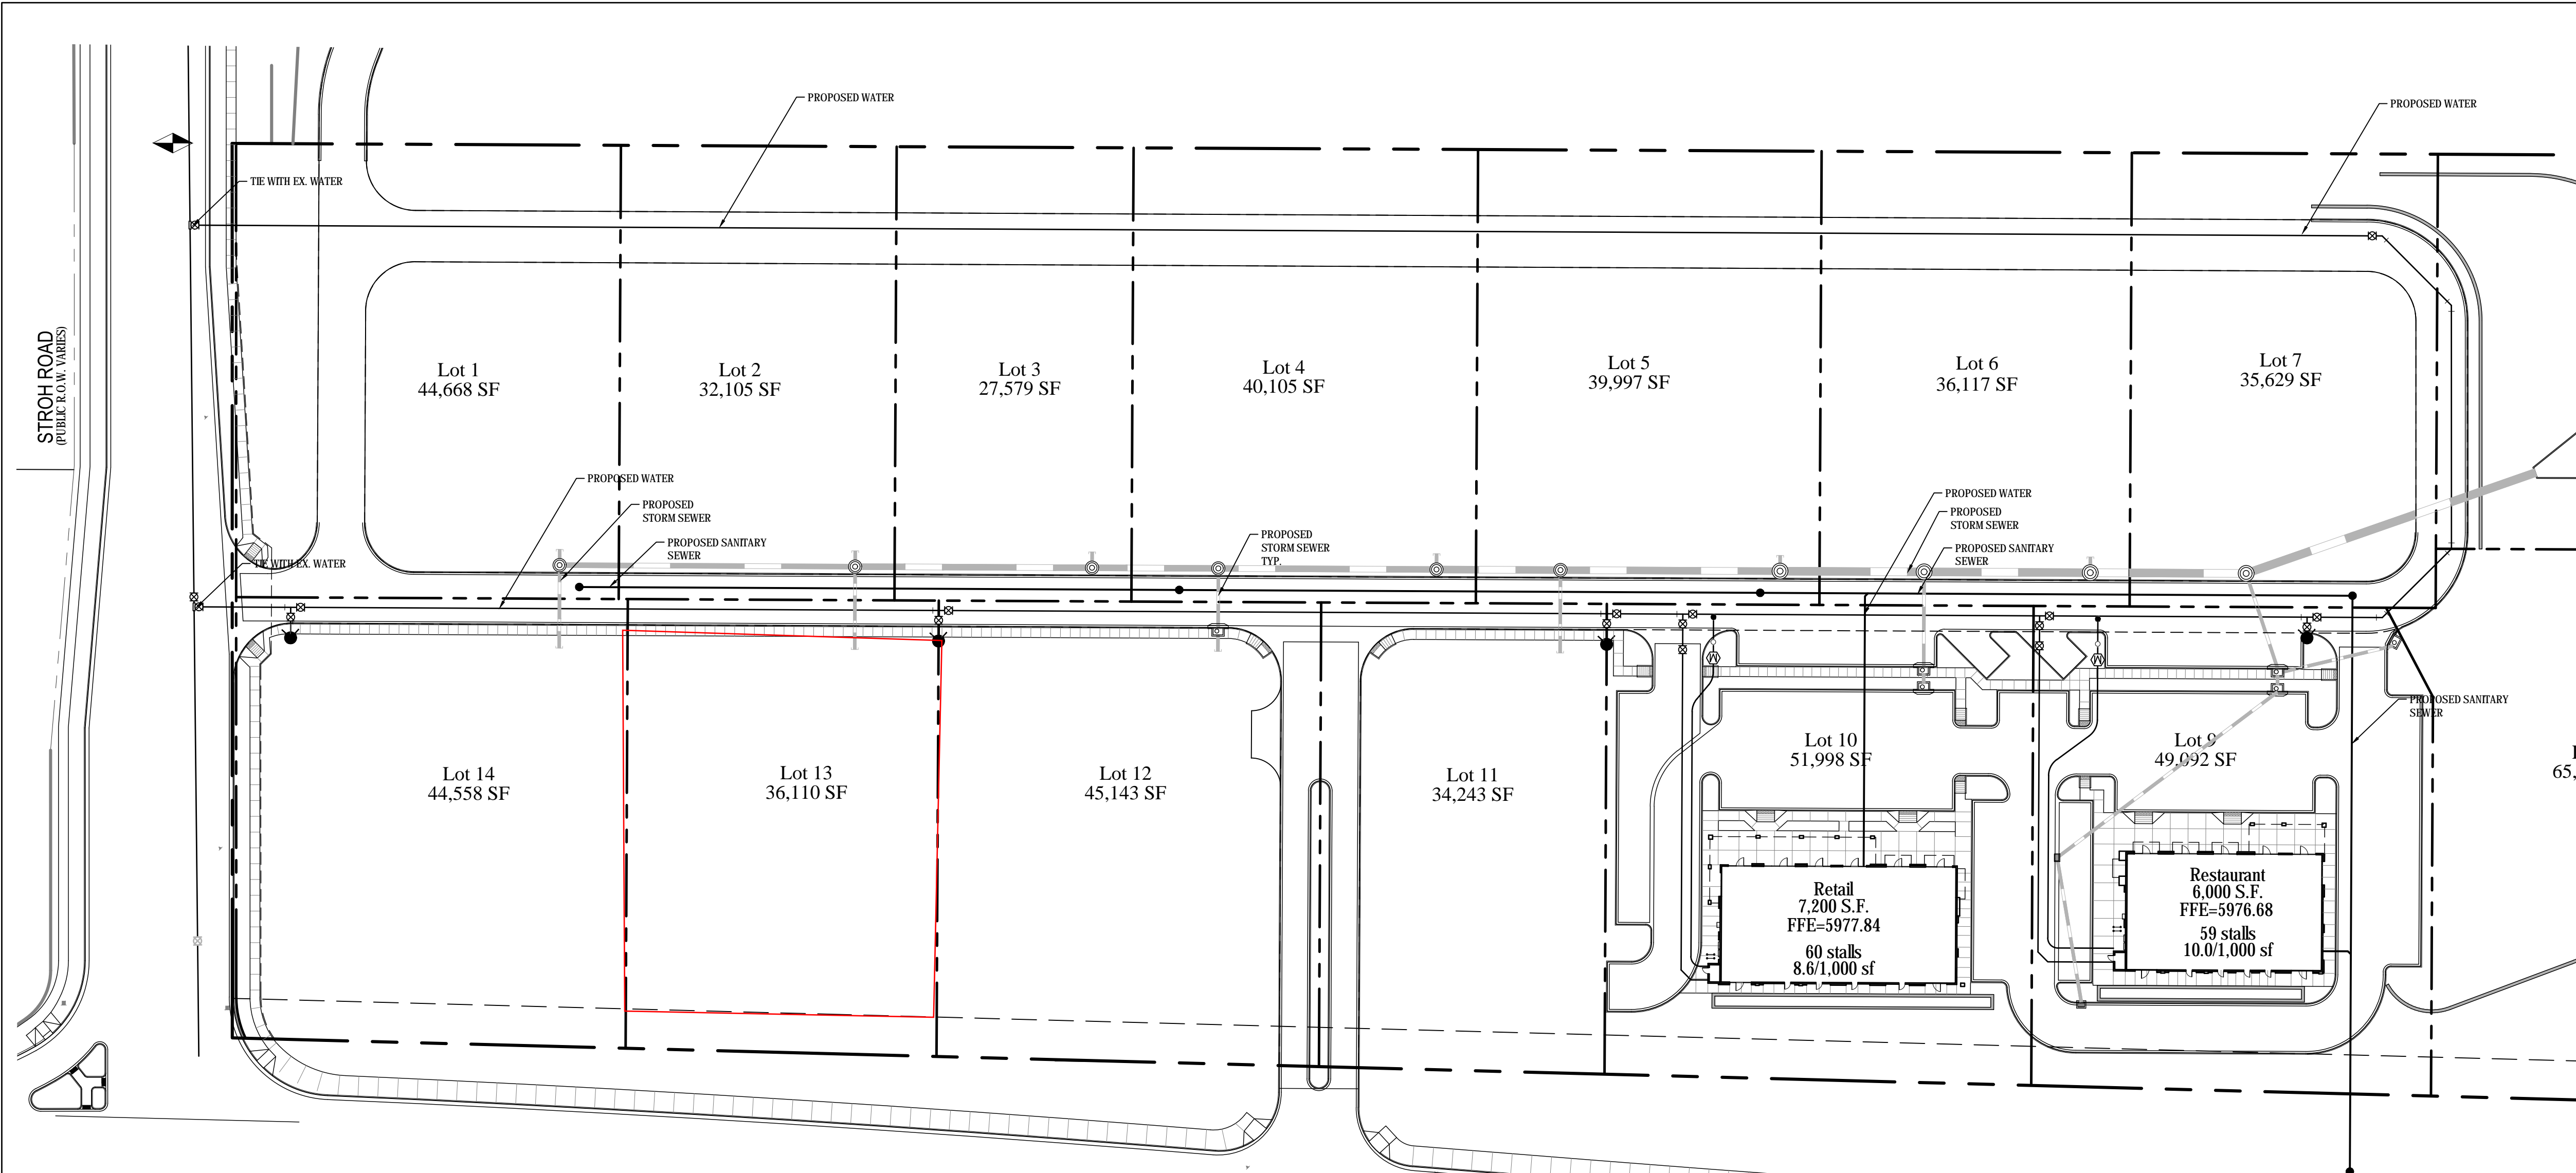 PROPOSED WATER
PROPOSED WATER
TIE WITH EX. WATER
STROH ROAD
(PUBLIC R.O.W. VARIES)
Lot 1
44,668 SF
Lot 2
32,105 SF
Lot 3
27,579 SF
Lot 4
40,105 SF
Lot 5
39,997 SF
Lot 6
36,117 SF
Lot 7
35,629 SF
PROPOSED WATER
PROPOSED
STORM SEWER
PROPOSED SANITARY
SEWER
TIE WITH EX. WATER
PROPOSED
STORM SEWER
TYP.
PROPOSED WATER
PROPOSED
STORM SEWER
PROPOSED SANITARY
SEWER
PROPOSED SANITARY
SEWER
Lot 14
44,558 SF
Lot 13
36,110 SF
Lot 12
45,143 SF
Lot 11
34,243 SF
Lot 10
51,998 SF
Lot 9
49,092 SF
65,
Retail
7,200 S.F.
FFE=5977.84
60 stalls
8.6/1,000 sf
Restaurant
6,000 S.F.
FFE=5976.68
59 stalls
10.0/1,000 sf